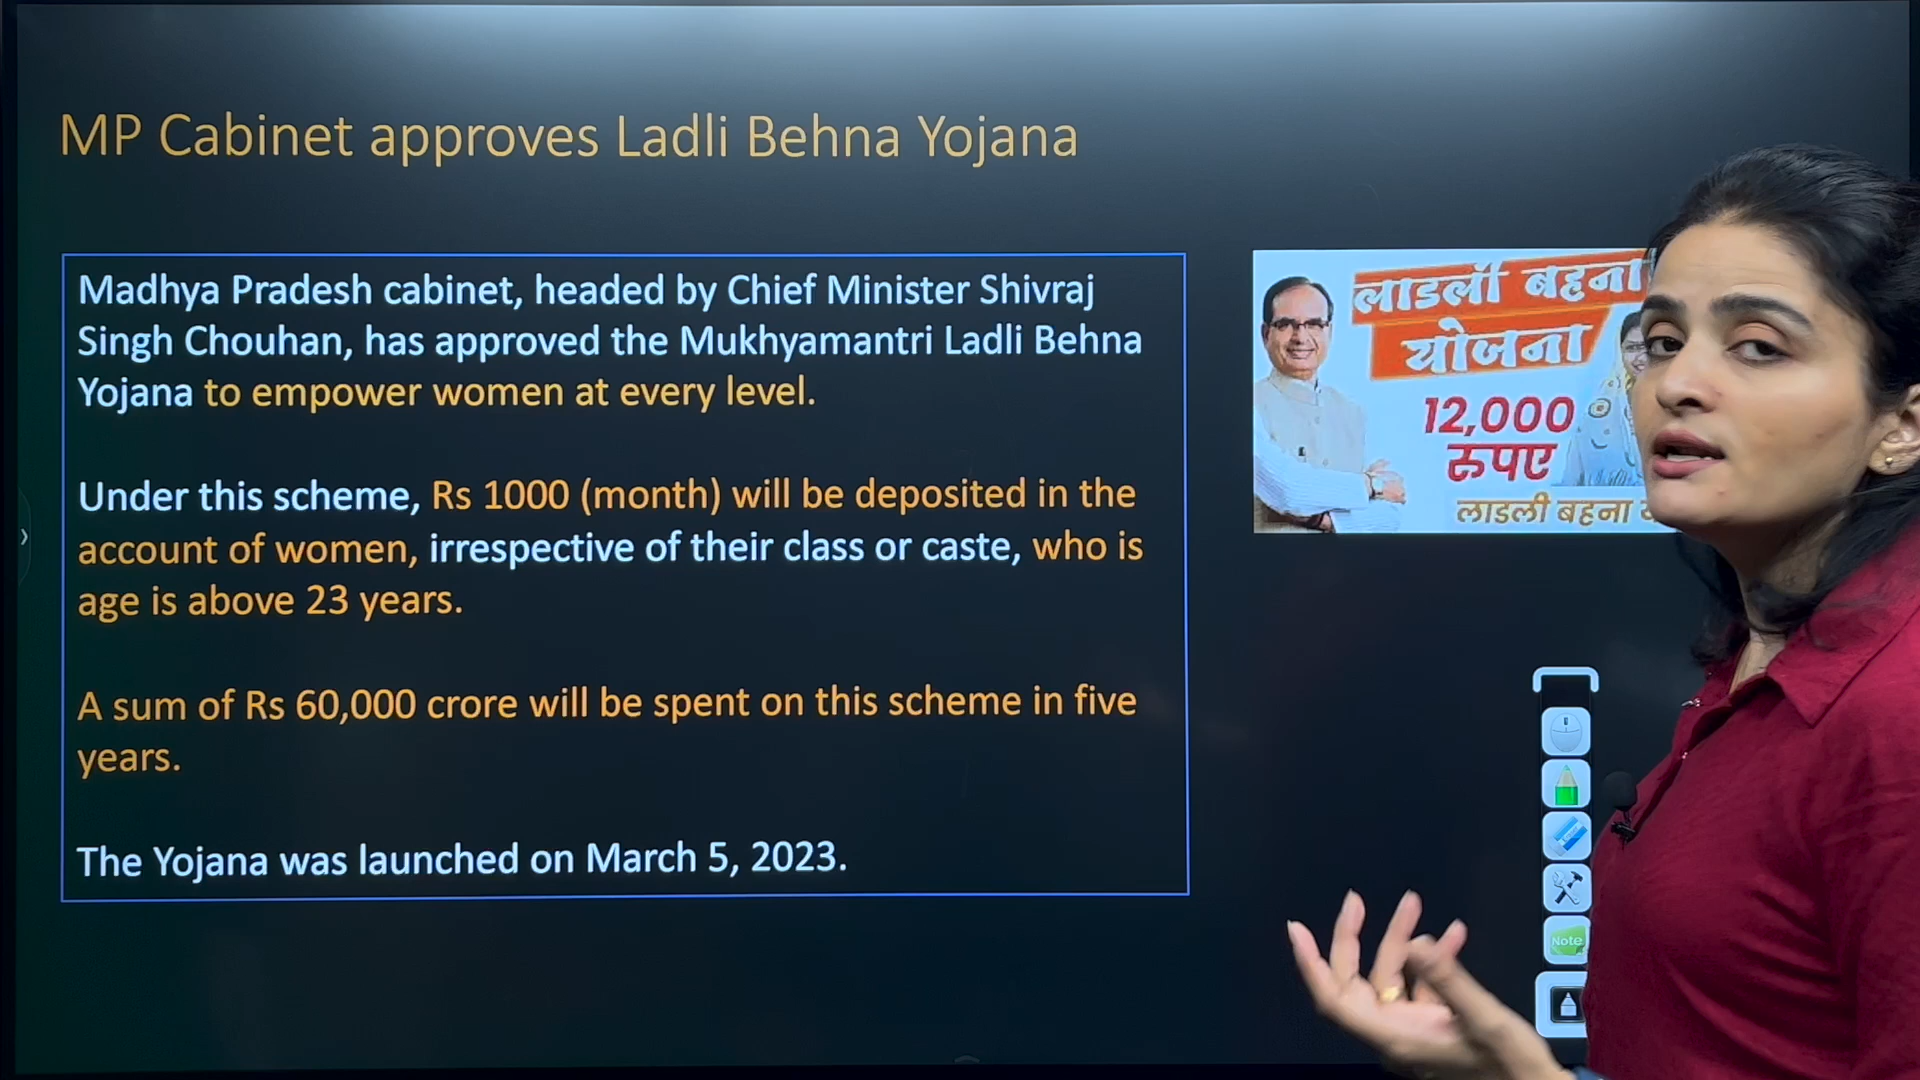 MP Cabinet approves Ladli Behna Yojana
Madhya Pradesh cabinet, headed by Chief Minister Shivraj
Singh Chouhan, has approved the Mukhyamantri Ladli Behna
Yojana to empower women at every level.
Under this scheme, Rs 1000 (month) will be deposited in the
account of women, irrespective of their class or caste, who is
age is above 23 years.
A sum of Rs 60,000 crore will be spent on this scheme in five
years.
The Yojana was launched on March 5, 2023.
लाडली बहना
योजना
12,000
रुपए
लाडली बहना
Note